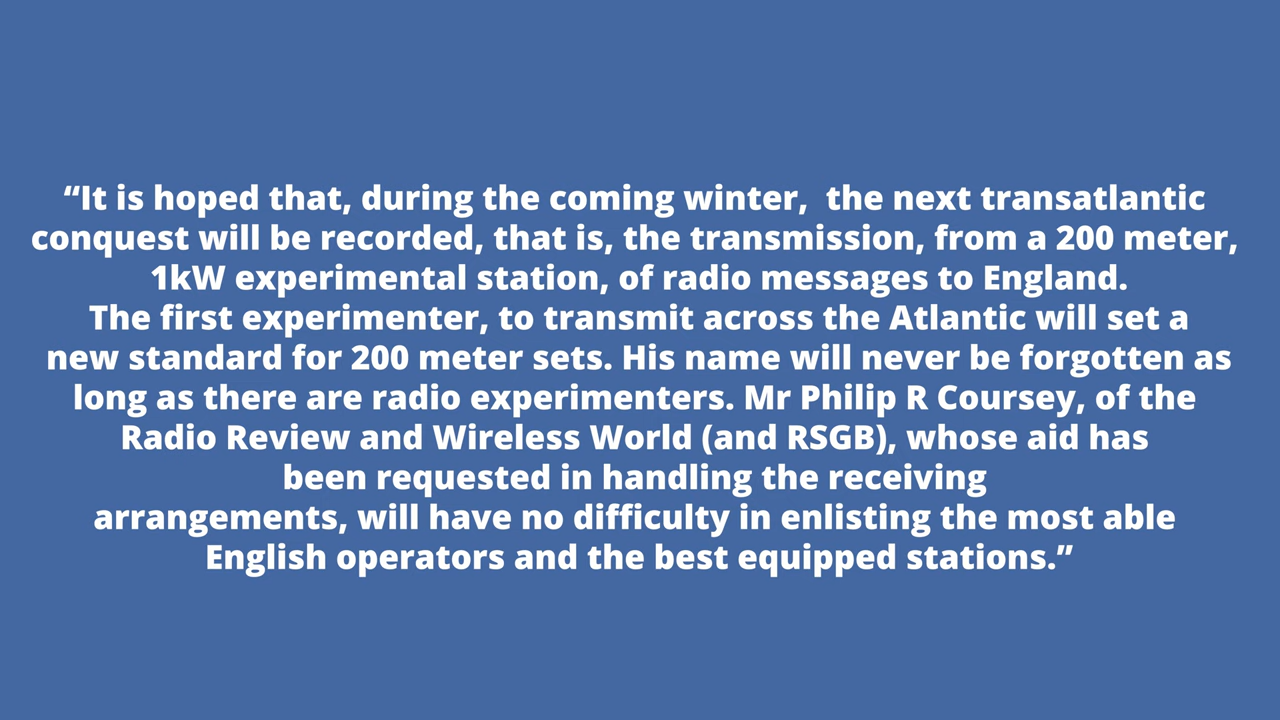 “It is hoped that, during the coming winter,  the next transatlantic
conquest will be recorded, that is, the transmission, from a 200 meter,
1kW experimental station, of radio messages to England.
The first experimenter, to transmit across the Atlantic will set a
new standard for 200 meter sets. His name will never be forgotten as
long as there are radio experimenters. Mr Philip R Coursey, of the
Radio Review and Wireless World (and RSGB), whose aid has
been requested in handling the receiving
arrangements, will have no difficulty in enlisting the most able
English operators and the best equipped stations.”